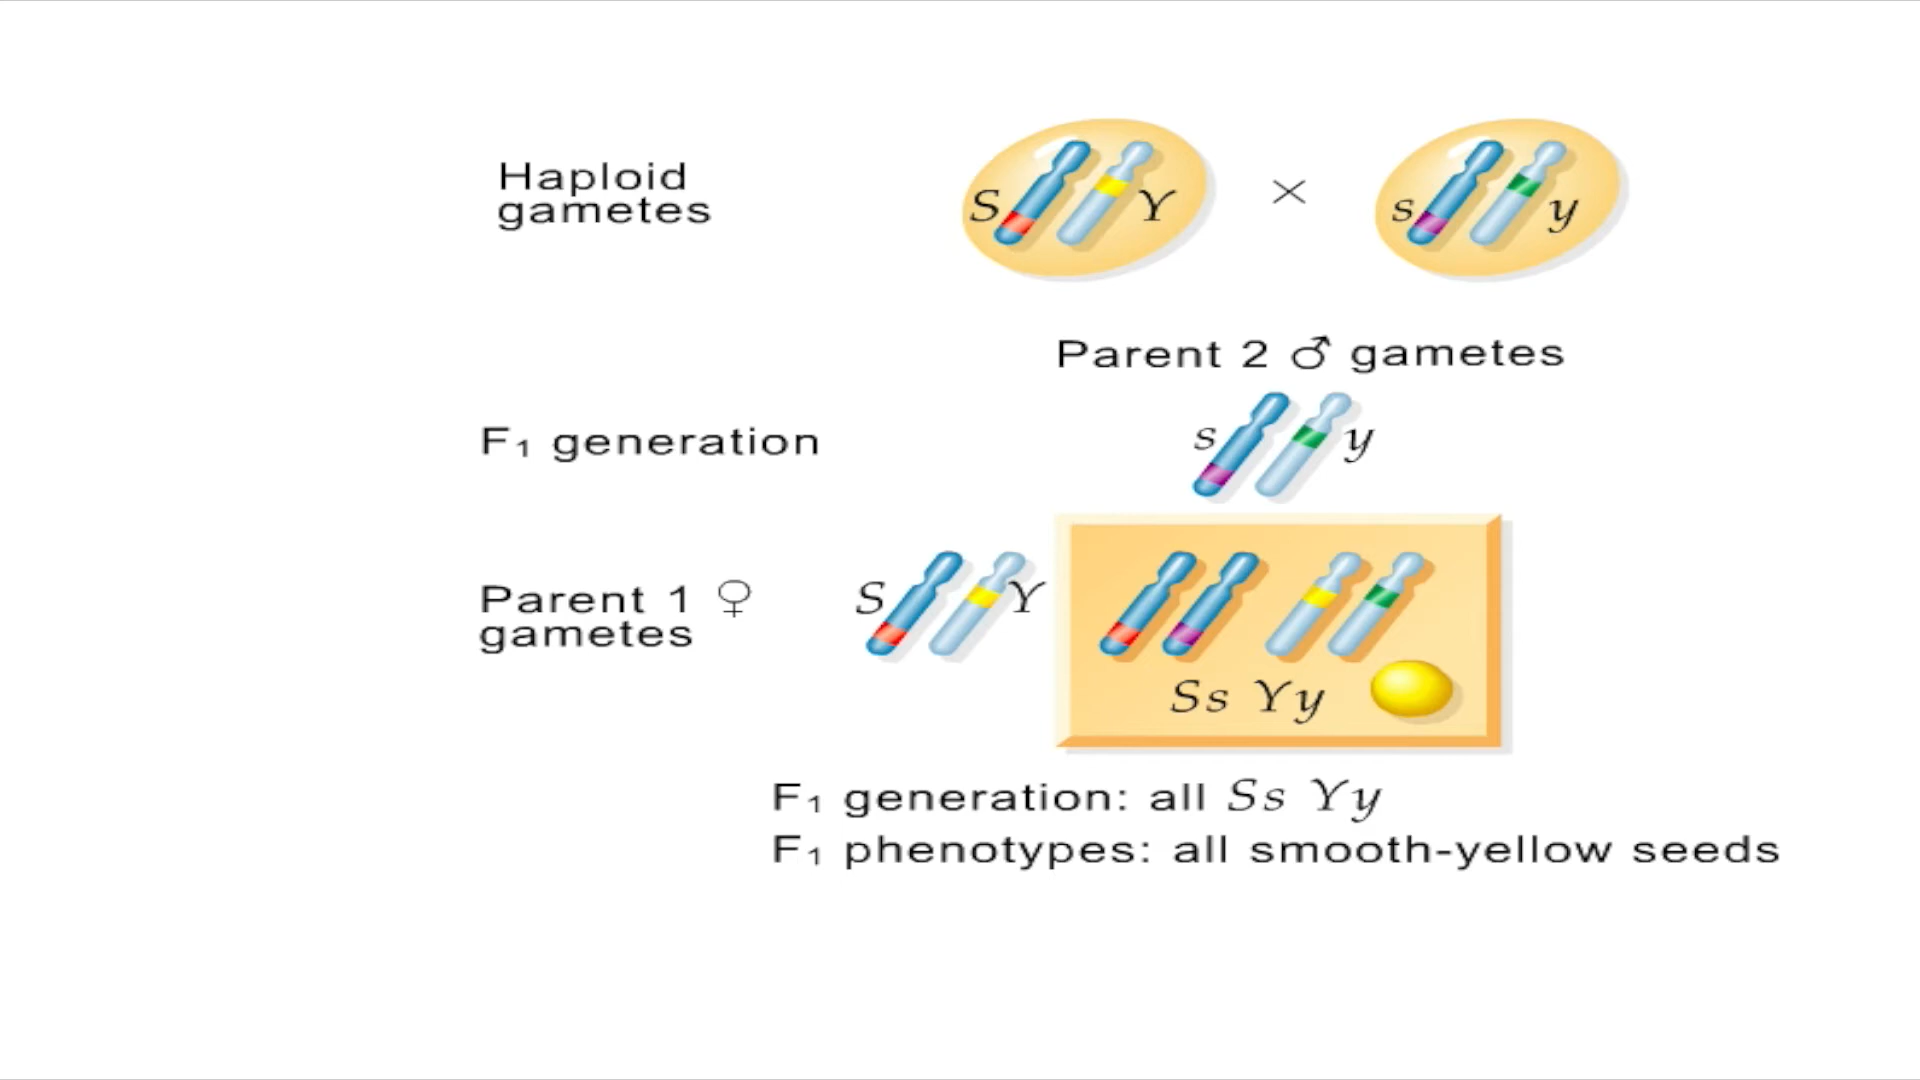 Haploid
gametes
S Y × s y
Parent 2 ♂ gametes
F₁ generation
s y
Parent 1 ♀
gametes
S Y
Ss Yy
F₁ generation: all Ss Yy
F₁ phenotypes: all smooth-yellow seeds